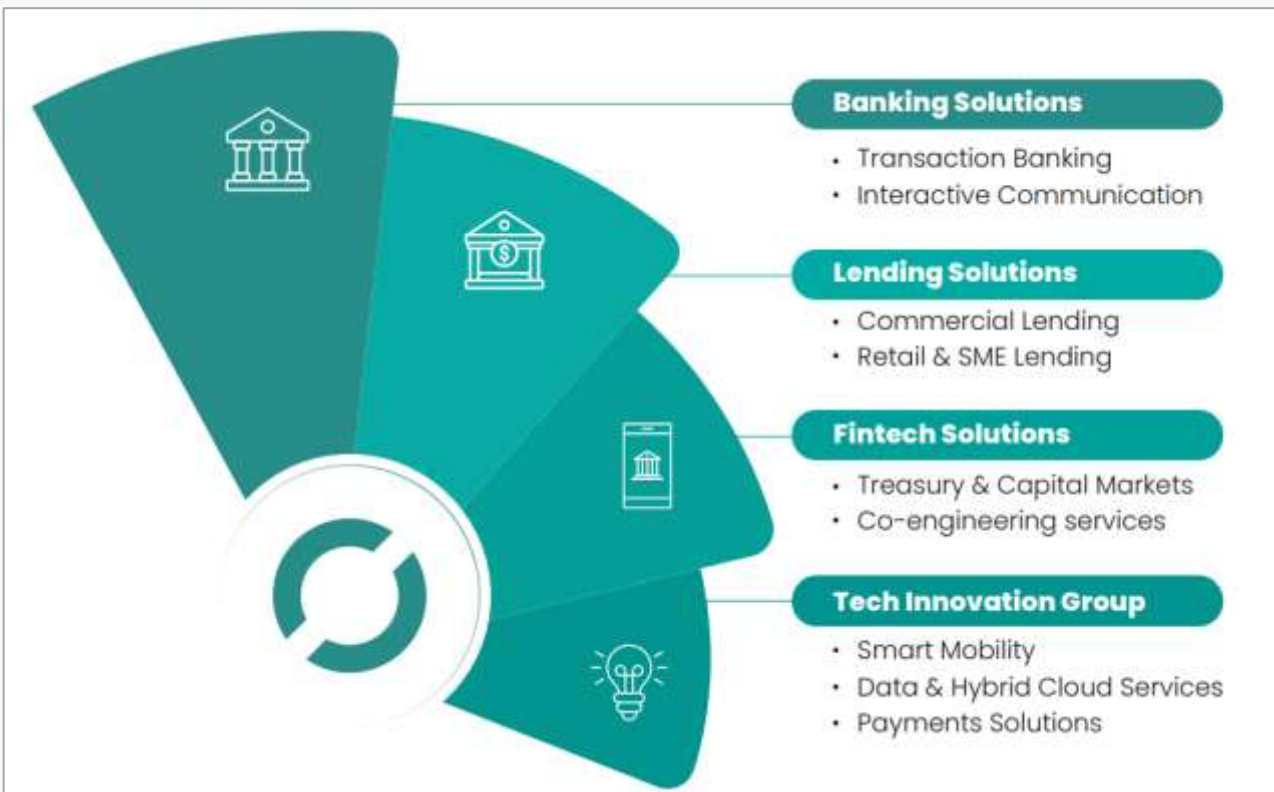 Banking Solutions
• Transaction Banking
• Interactive Communication
Lending Solutions
• Commercial Lending
• Retail & SME Lending
Fintech Solutions
• Treasury & Capital Markets
• Co-engineering services
Tech Innovation Group
• Smart Mobility
• Data & Hybrid Cloud Services
• Payments Solutions
$